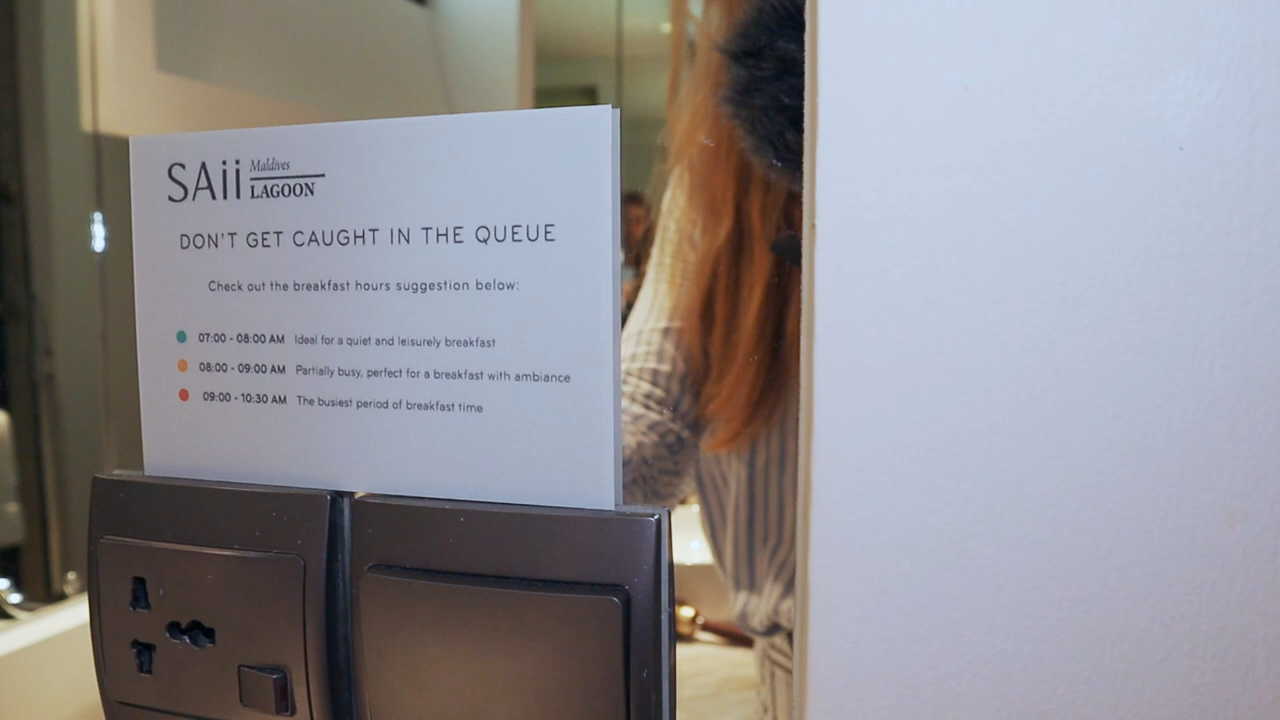 SAii Maldives
LAGOON
DON'T GET CAUGHT IN THE QUEUE
Check out the breakfast hours suggestion below:
07:00 - 08:00 AM Ideal for a quiet and leisurely breakfast
08:00 - 09:00 AM Partially busy, perfect for a breakfast with ambiance
09:00 - 10:30 AM The busiest period of breakfast time